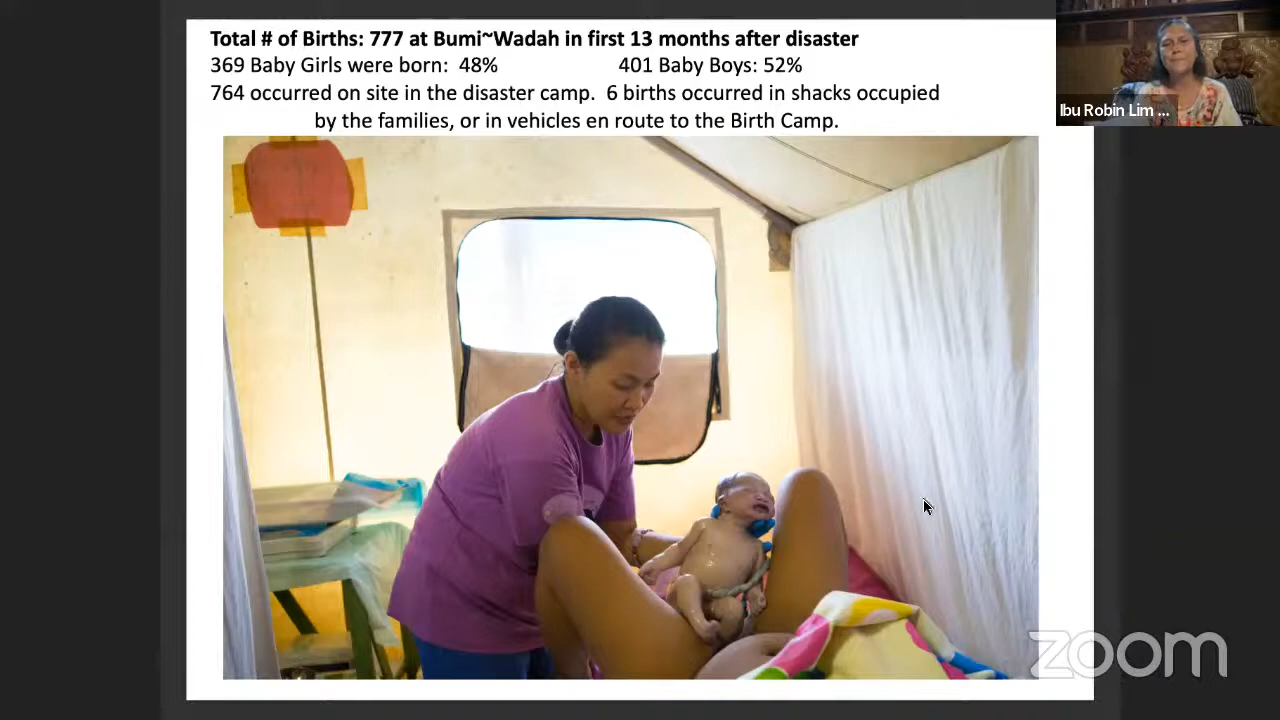 Total # of Births: 777 at Bumi~Wadah in first 13 months after disaster
369 Baby Girls were born: 48% 401 Baby Boys: 52%
764 occurred on site in the disaster camp. 6 births occurred in shacks occupied
by the families, or in vehicles en route to the Birth Camp.
Ibu Robin Lim ...
zoom